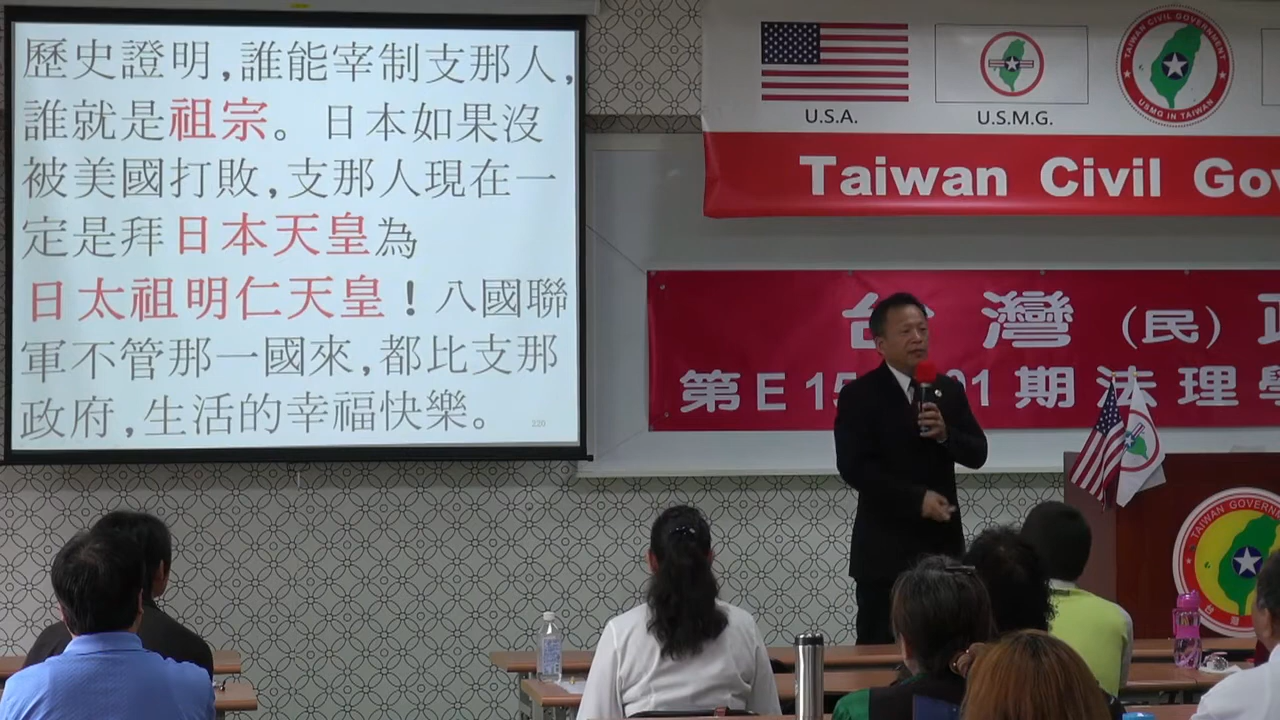 歷史證明,誰能宰制支那人,
誰就是祖宗。日本如果沒
被美國打敗,支那人現在一
定是拜日本天皇為
日太祖明仁天皇!八國聯
軍不管那一國來,都比支那
政府,生活的幸福快樂。
220
U.S.A.
U.S.M.G.
TAIWAN CIVIL GOVERNMENT
USMG IN TAIWAN
Taiwan Civil Go
台灣(民)
第E15 01期法理學
TAIWAN GOVERNMENT